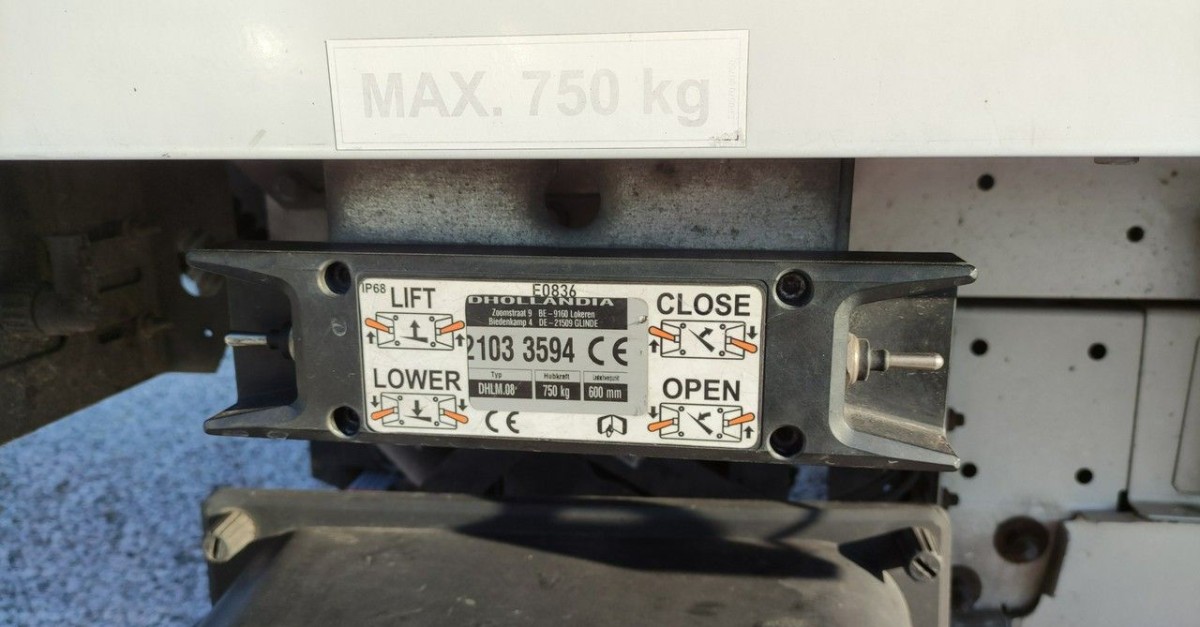 MAX. 750 kg
IP68
E0836
LIFT
DHOLLANDIA
Zoomstraat 9 BE-9160 Lokeren
Biedenkamp 4 DE-21509 GLINDE
CLOSE
2103 3594 CE
LOWER
Typ Hubkraft
DHLM.08 750 kg 600 mm
OPEN
CE